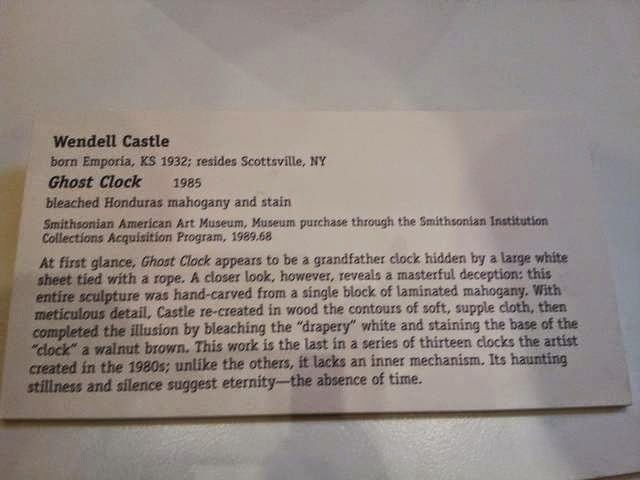 Wendell Castle
born Emporia, KS 1932; resides Scottsville, NY
Ghost Clock 1985
bleached Honduras mahogany and stain
Smithsonian American Art Museum, Museum purchase through the Smithsonian Institution
Collections Acquisition Program, 1989.68
At first glance, Ghost Clock appears to be a grandfather clock hidden by a large white
sheet tied with a rope. A closer look, however, reveals a masterful deception: this
entire sculpture was hand-carved from a single block of laminated mahogany. With
meticulous detail, Castle re-created in wood the contours of soft, supple cloth, then
completed the illusion by bleaching the “drapery” white and staining the base of the
“clock” a walnut brown. This work is the last in a series of thirteen clocks the artist
created in the 1980s; unlike the others, it lacks an inner mechanism. Its haunting
stillness and silence suggest eternity—the absence of time.